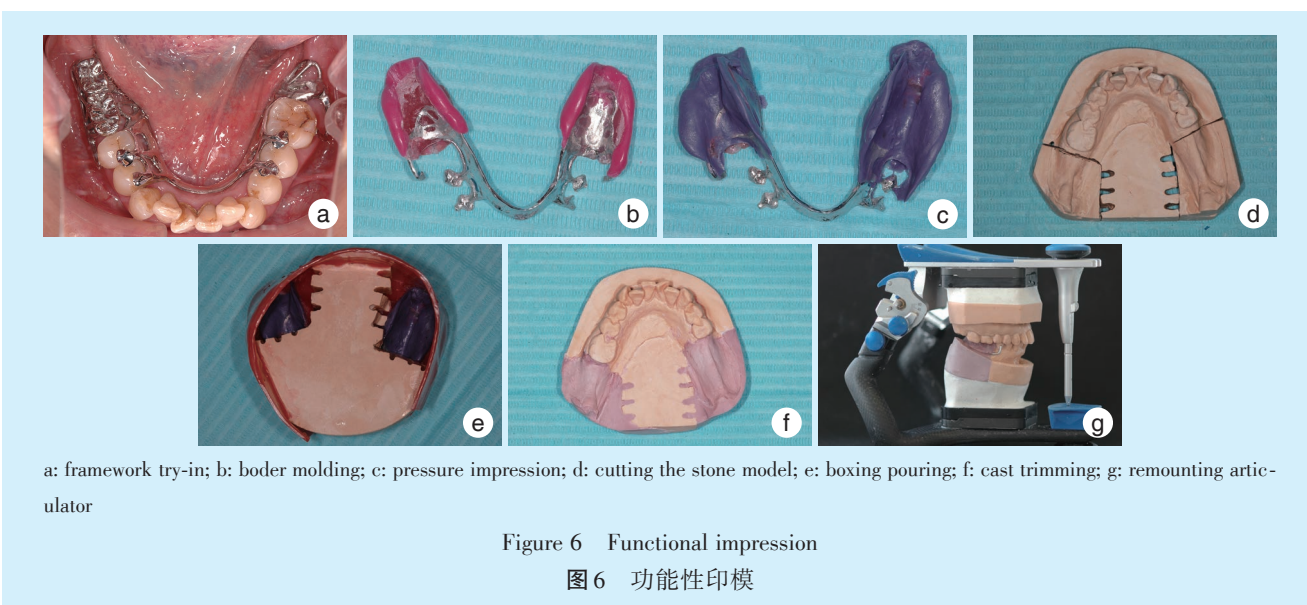 a
b
c
d
e
f
g
a: framework try-in; b: boder molding; c: pressure impression; d: cutting the stone model; e: boxing pouring; f: cast trimming; g: remounting artic-
ulator
Figure 6 Functional impression
图6 功能性印模